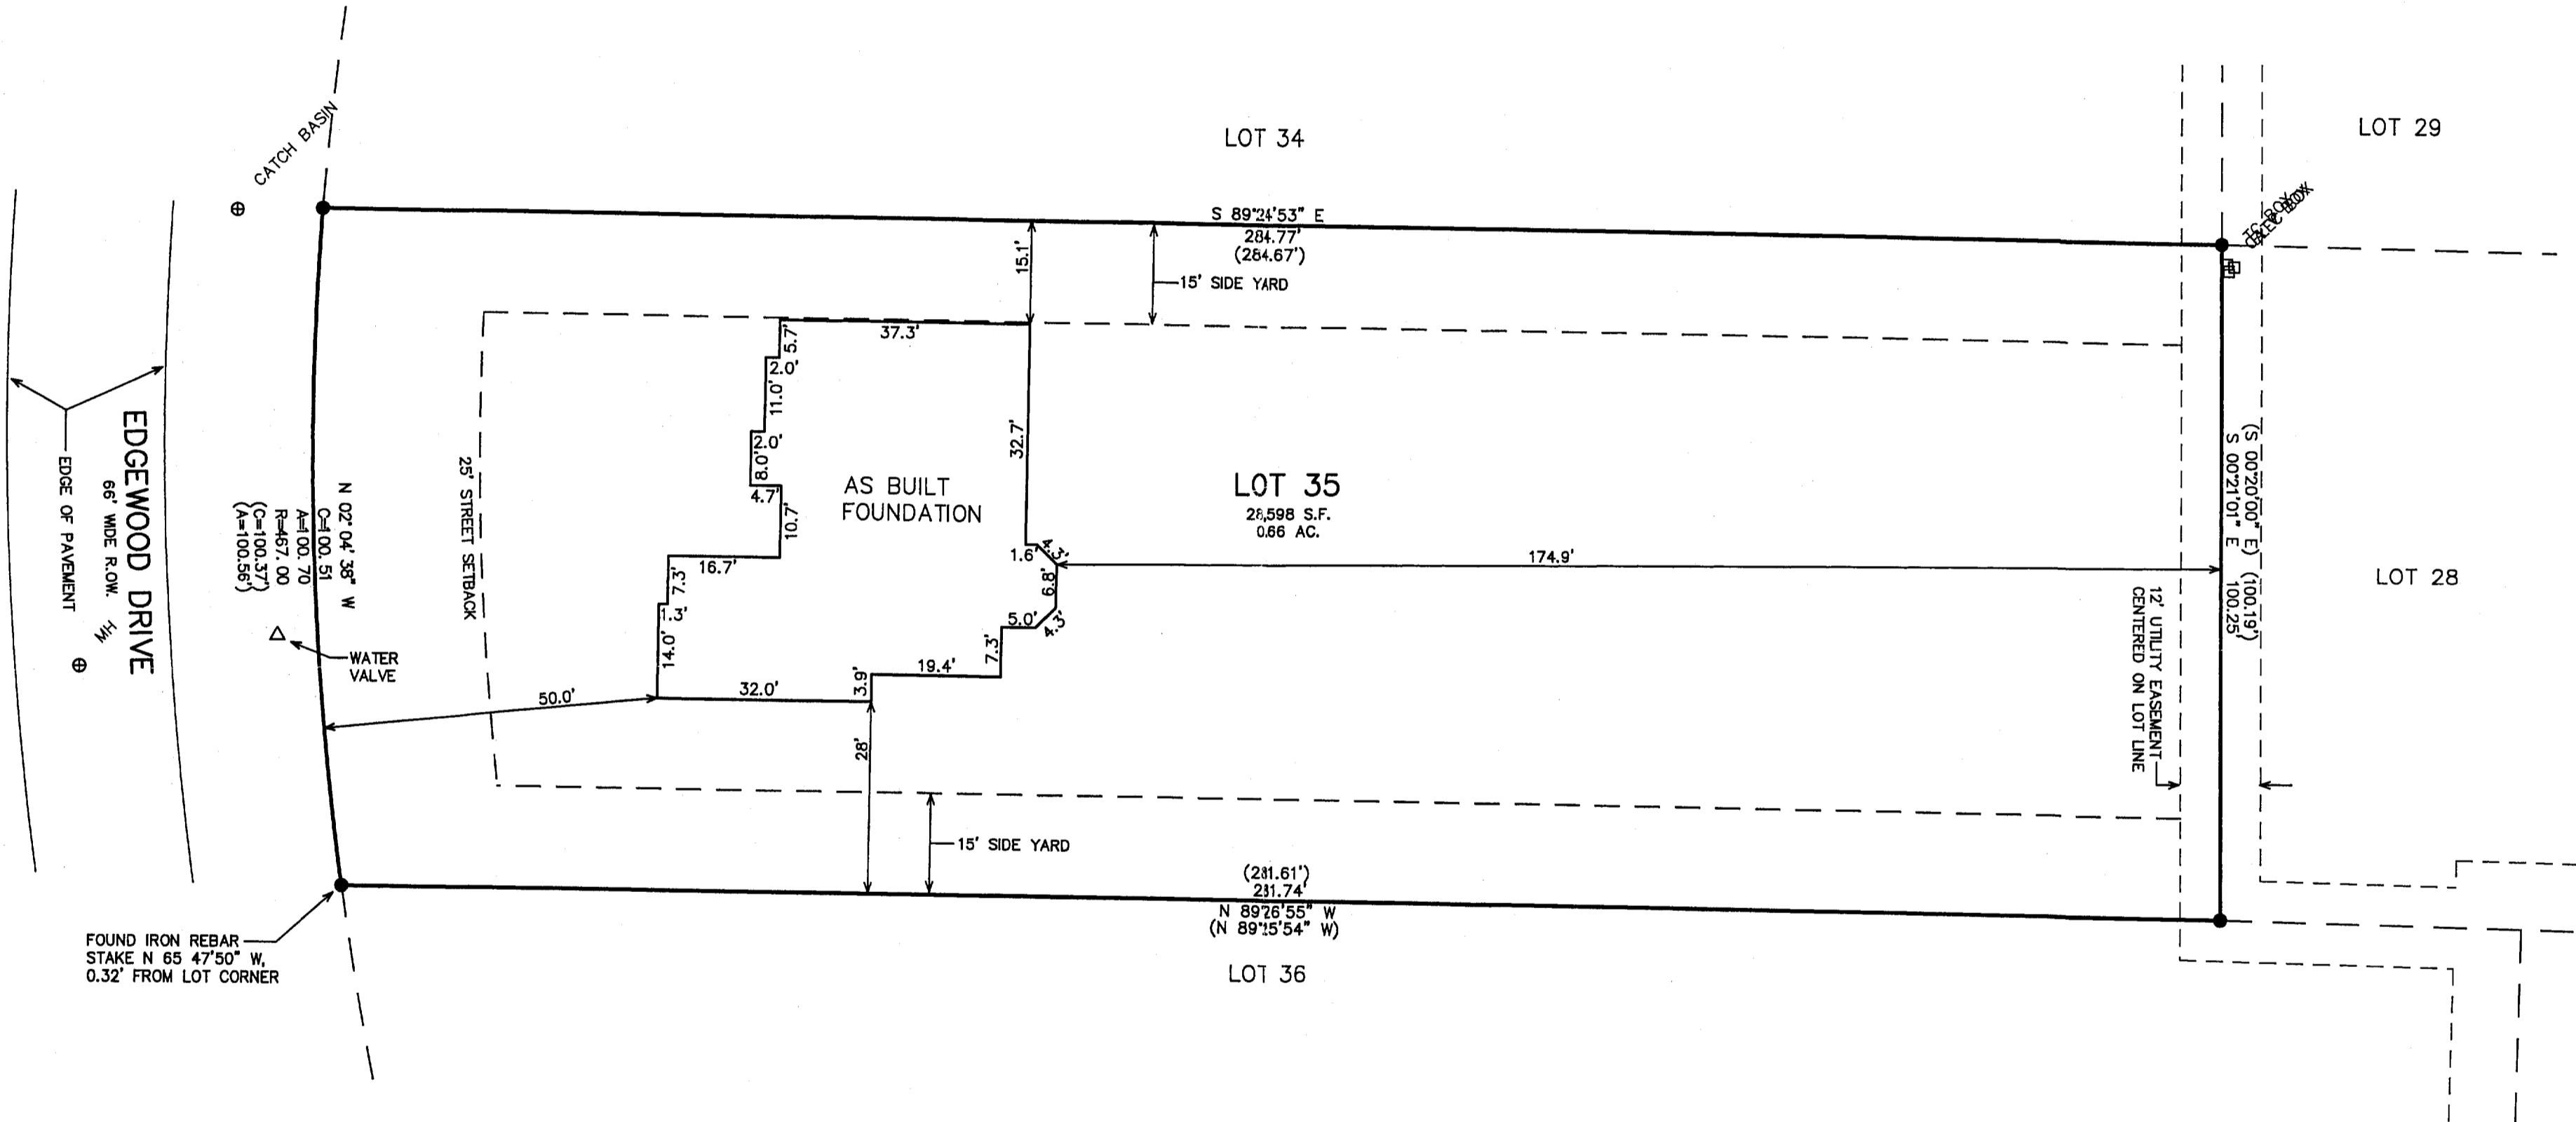 CATCH BASIN
LOT 34
LOT 29
S 89°24'53" E
284.77'
(284.67')
15.1'
15' SIDE YARD
TC BOX
37.3'
5.7'
2.0'
11.0'
2.0'
8.0'
4.7'
10.7'
32.7'
AS BUILT
FOUNDATION
LOT 35
28,598 S.F.
0.66 AC.
(S 00°20'00" E) (100.19')
S 00°21'01" E 100.25'
LOT 28
EDGEWOOD DRIVE
66' WIDE R.OW.
EDGE OF PAVEMENT
MH
N 02° 04' 38" W
C=100.51
A=100.70
R=467.00
(C=100.37')
(A=100.56')
25' STREET SETBACK
16.7'
7.3'
1.3'
14.0'
1.6'
4.3'
6.8'
4.3'
5.0'
7.3'
174.9'
12' UTILITY EASEMENT
CENTERED ON LOT LINE
WATER
VALVE
50.0'
32.0'
3.9'
19.4'
28'
15' SIDE YARD
(281.61')
281.74'
N 89°26'55" W
(N 89°15'54" W)
FOUND IRON REBAR
STAKE N 65 47'50" W,
0.32' FROM LOT CORNER
LOT 36